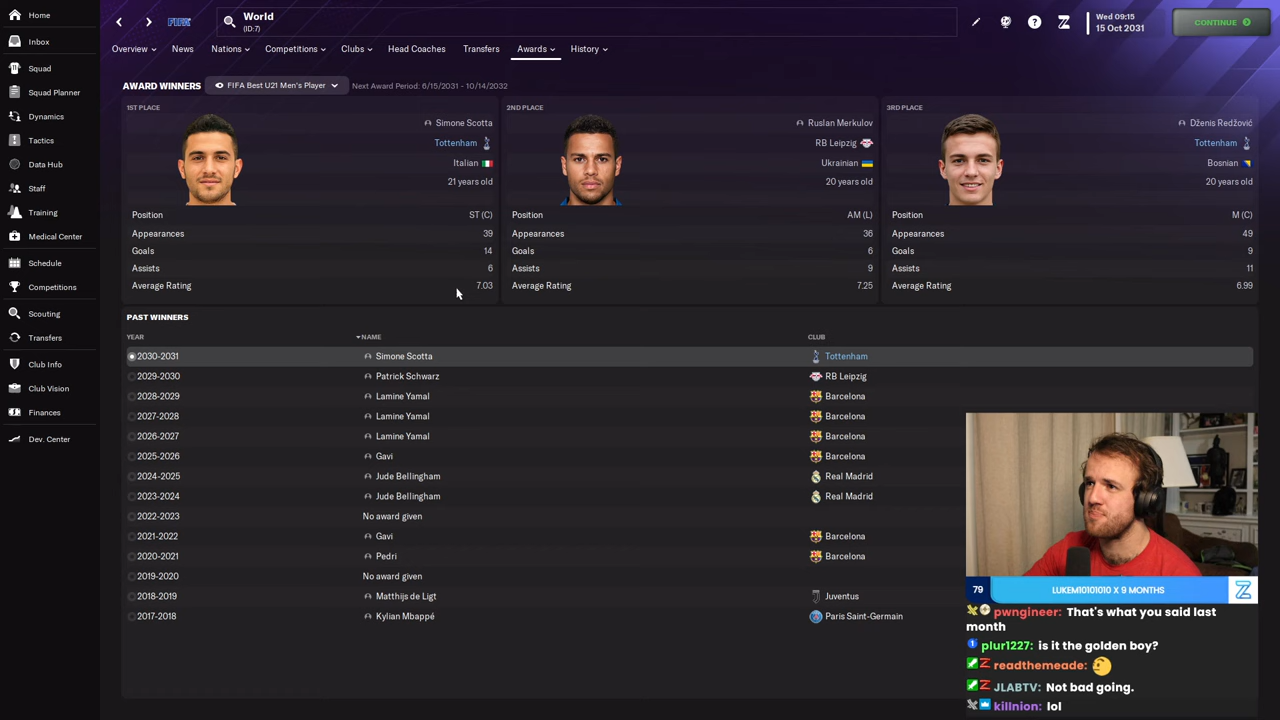 Home
Inbox
Squad
Squad Planner
Dynamics
Tactics
Data Hub
Staff
Training
Medical Center
Schedule
Competitions
Scouting
Transfers
Club Info
Club Vision
Finances
Dev. Center
FIFA
World
(ID:7)
Wed 09:15
15 Oct 2031
CONTINUE
Overview News Nations Competitions Clubs Head Coaches Transfers Awards History
AWARD WINNERS FIFA Best U21 Men's Player Next Award Period: 6/15/2031 - 10/14/2032
1ST PLACE
Simone Scotta
Tottenham
Italian
21 years old
Position ST (C)
Appearances 39
Goals 14
Assists 6
Average Rating 7.03
2ND PLACE
Ruslan Merkulov
RB Leipzig
Ukrainian
20 years old
Position AM (L)
Appearances 36
Goals 6
Assists 9
Average Rating 7.25
3RD PLACE
Dženis Redžović
Tottenham
Bosnian
20 years old
Position M (C)
Appearances 49
Goals 9
Assists 11
Average Rating 6.99
PAST WINNERS
YEAR NAME CLUB
2030-2031 Simone Scotta Tottenham
2029-2030 Patrick Schwarz RB Leipzig
2028-2029 Lamine Yamal Barcelona
2027-2028 Lamine Yamal Barcelona
2026-2027 Lamine Yamal Barcelona
2025-2026 Gavi Barcelona
2024-2025 Jude Bellingham Real Madrid
2023-2024 Jude Bellingham Real Madrid
2022-2023 No award given
2021-2022 Gavi Barcelona
2020-2021 Pedri Barcelona
2019-2020 No award given
2018-2019 Matthijs de Ligt Juventus
2017-2018 Kylian Mbappé Paris Saint-Germain
79 LUKEM10101010 X 9 MONTHS
pwngineer: That's what you said last
month
plur1227: is it the golden boy?
readthemeade:
JLABTV: Not bad going.
killnion: lol